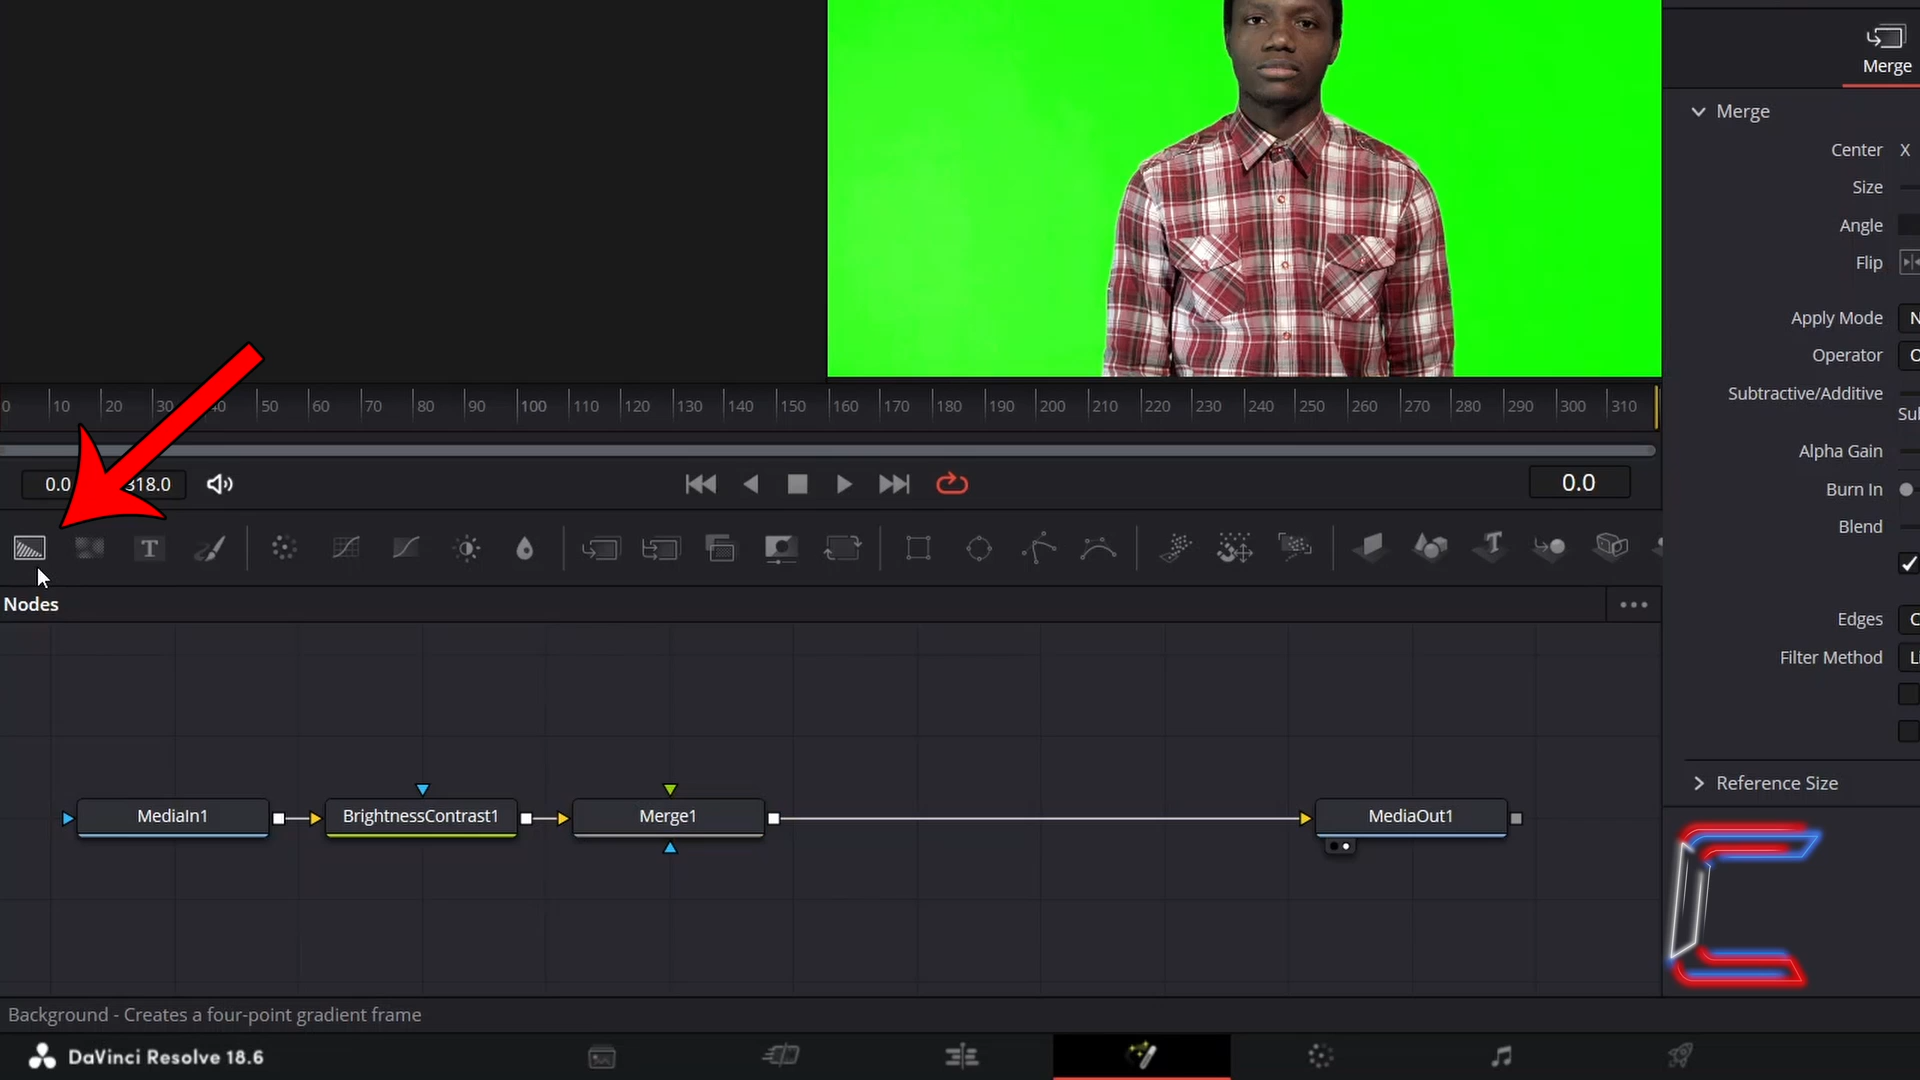 Merge
Merge
Center X
Size
Angle
Flip
Apply Mode
Operator
Subtractive/Additive
Alpha Gain
Burn In
Blend
Edges
Filter Method
Reference Size
0 10 20 30 40 50 60 70 80 90 100 110 120 130 140 150 160 170 180 190 200 210 220 230 240 250 260 270 280 290 300 310
0.0 318.0
0.0
T
Nodes
MediaIn1 BrightnessContrast1 Merge1 MediaOut1
Background - Creates a four-point gradient frame
DaVinci Resolve 18.6